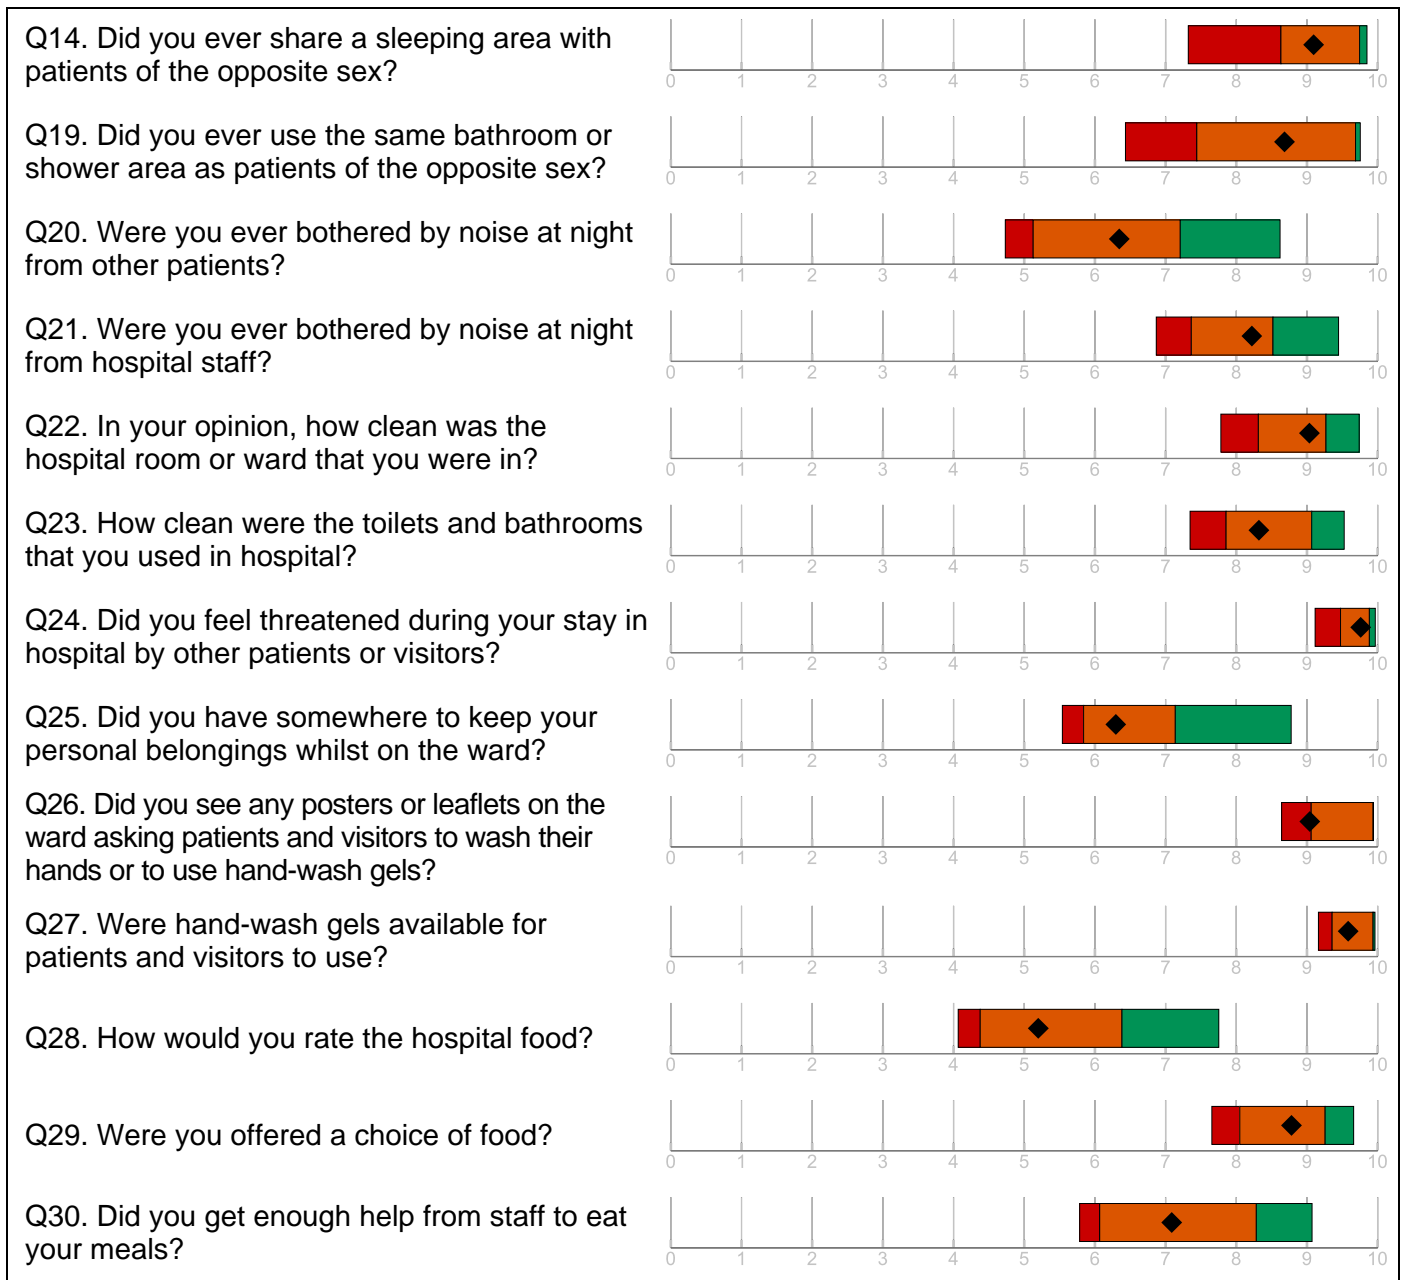 Q14. Did you ever share a sleeping area with
patients of the opposite sex?
0 1 2 3 4 5 6 7 8 9 10
Q19. Did you ever use the same bathroom or
shower area as patients of the opposite sex?
0 1 2 3 4 5 6 7 8 9 10
Q20. Were you ever bothered by noise at night
from other patients?
0 1 2 3 4 5 6 7 8 9 10
Q21. Were you ever bothered by noise at night
from hospital staff?
0 1 2 3 4 5 6 7 8 9 10
Q22. In your opinion, how clean was the
hospital room or ward that you were in?
0 1 2 3 4 5 6 7 8 9 10
Q23. How clean were the toilets and bathrooms
that you used in hospital?
0 1 2 3 4 5 6 7 8 9 10
Q24. Did you feel threatened during your stay in
hospital by other patients or visitors?
0 1 2 3 4 5 6 7 8 9 10
Q25. Did you have somewhere to keep your
personal belongings whilst on the ward?
0 1 2 3 4 5 6 7 8 9 10
Q26. Did you see any posters or leaflets on the
ward asking patients and visitors to wash their
hands or to use hand-wash gels?
0 1 2 3 4 5 6 7 8 9 10
Q27. Were hand-wash gels available for
patients and visitors to use?
0 1 2 3 4 5 6 7 8 9 10
Q28. How would you rate the hospital food?
0 1 2 3 4 5 6 7 8 9 10
Q29. Were you offered a choice of food?
0 1 2 3 4 5 6 7 8 9 10
Q30. Did you get enough help from staff to eat
your meals?
0 1 2 3 4 5 6 7 8 9 10